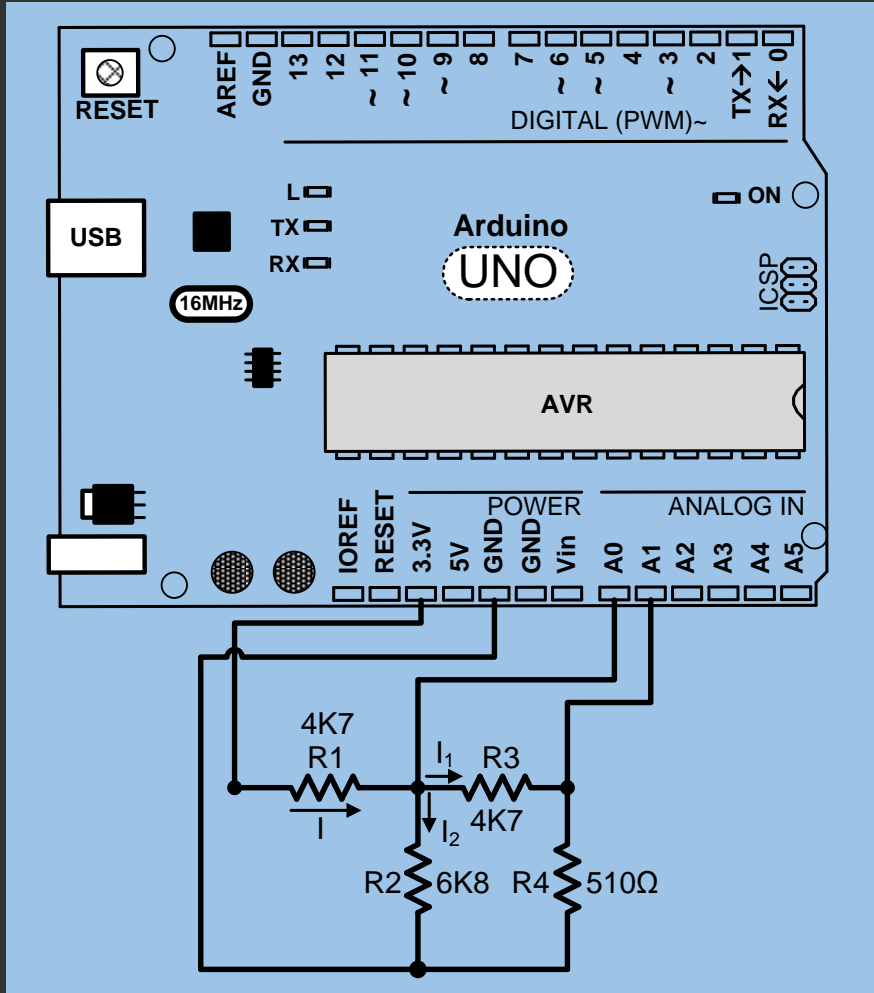 RESET
AREF
GND
13
12
~ 11
~ 10
~ 9
8
7
~ 6
~ 5
4
~ 3
2
TX→1
RX← 0
DIGITAL (PWM)~
L
TX
RX
ON
USB
Arduino
UNO
ICSP
16MHz
AVR
POWER
ANALOG IN
IOREF
RESET
3.3V
5V
GND
GND
Vin
A0
A1
A2
A3
A4
A5
4K7
R1
I
I₁
R3
4K7
I₂
R2
6K8
R4
510Ω